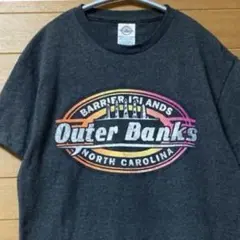 BARRIER ISLANDS
Outer Banks
NORTH CAROLINA